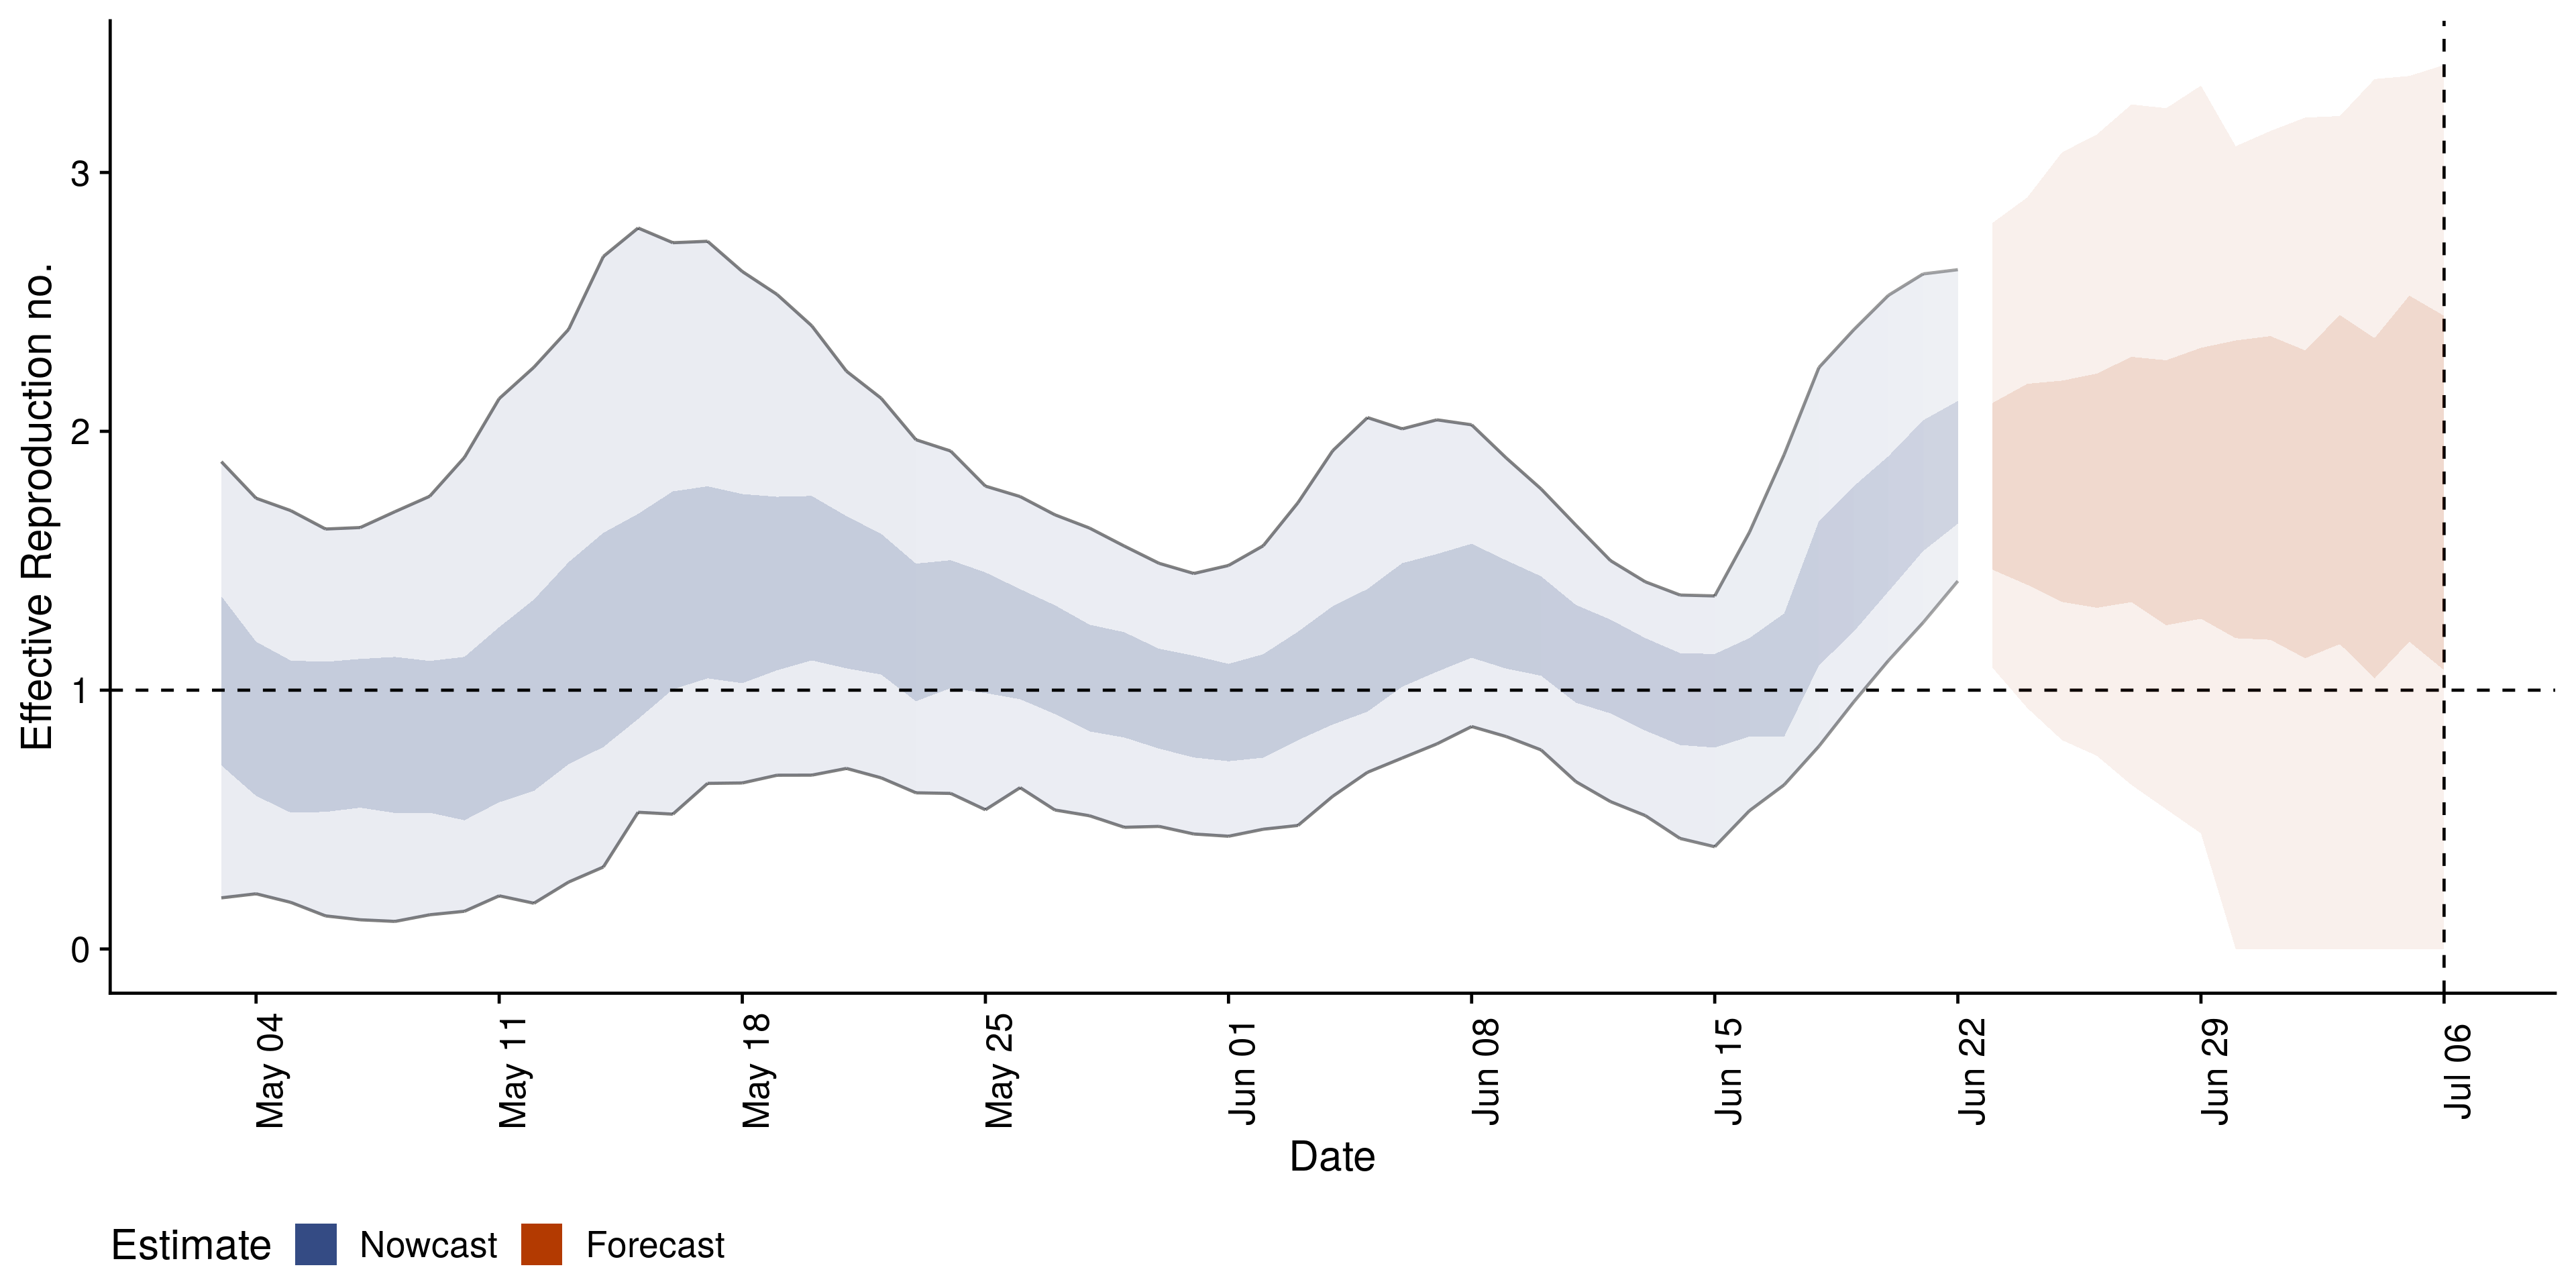 Effective Reproduction no.
3
2
1
0
May 04
May 11
May 18
May 25
Jun 01
Jun 08
Jun 15
Jun 22
Jun 29
Jul 06
Date
Estimate Nowcast Forecast